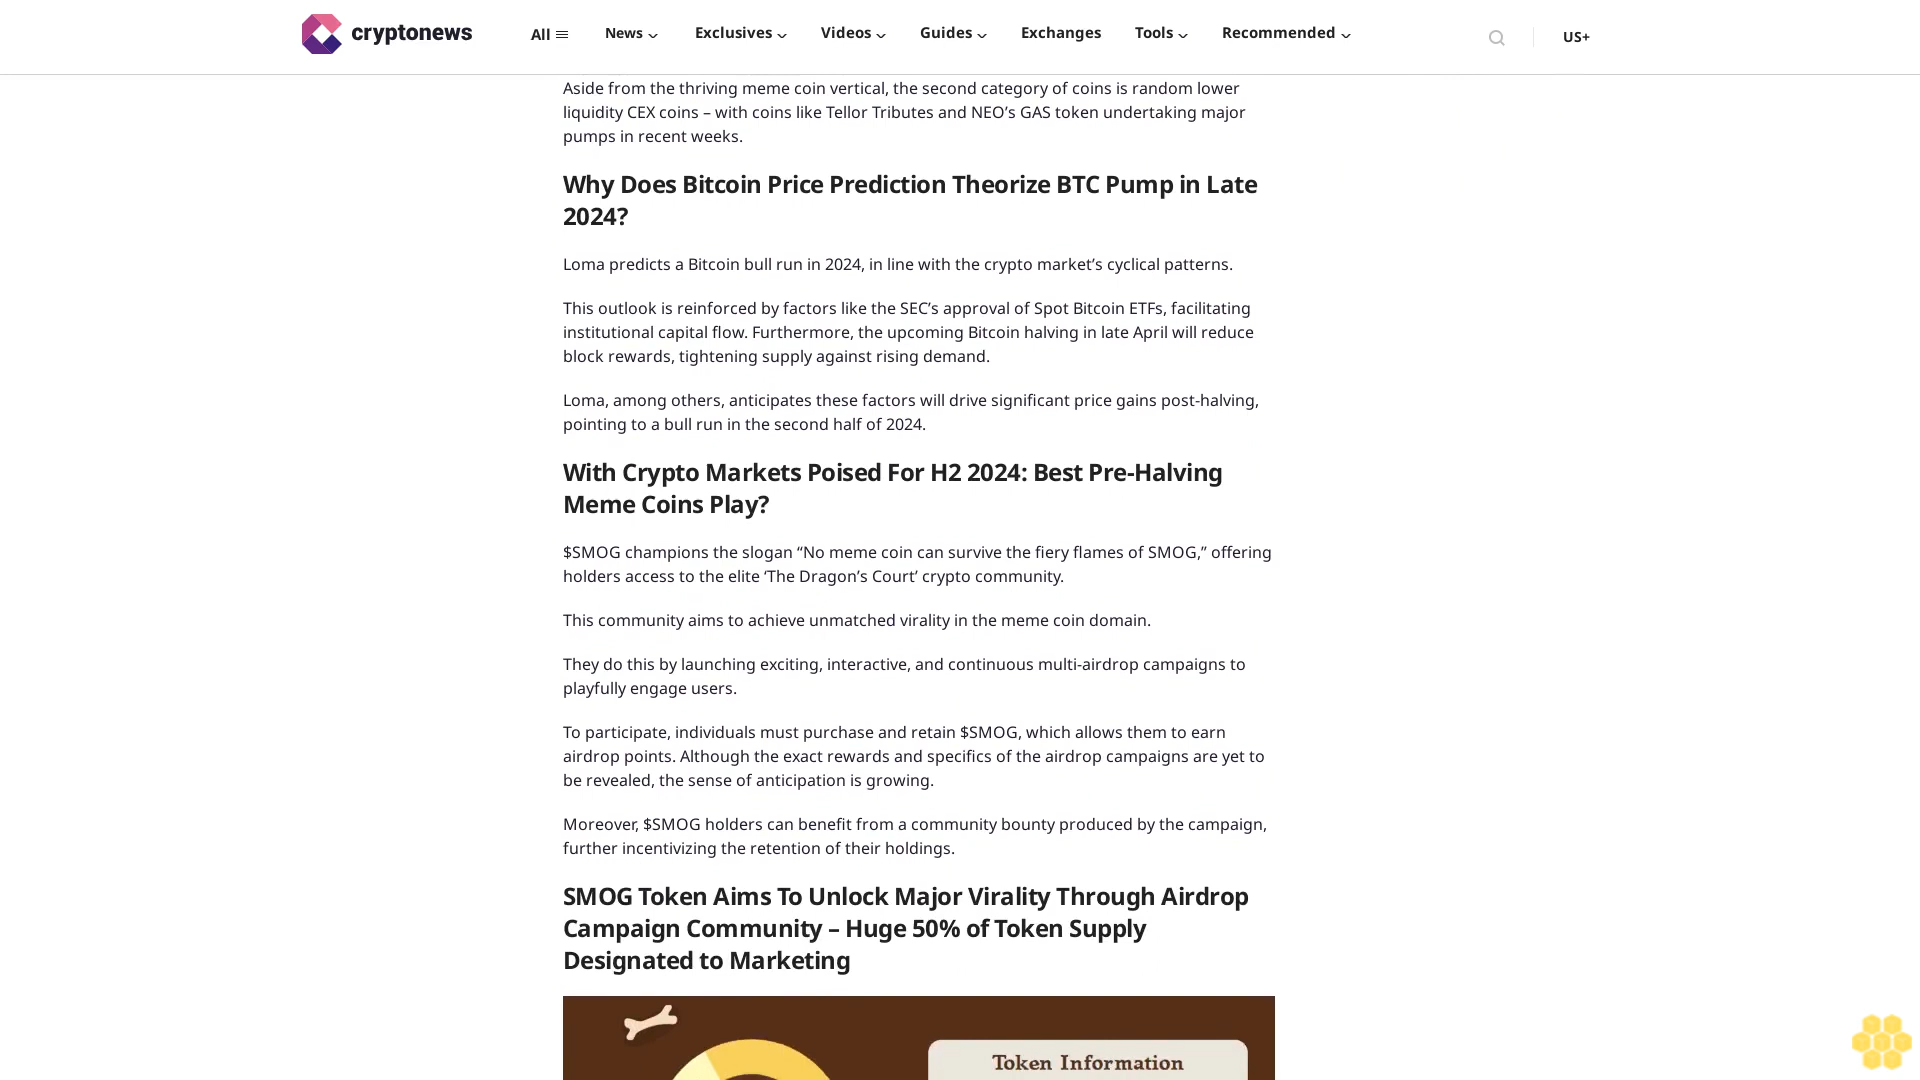 cryptonews
All
News
Exclusives
Videos
Guides
Exchanges
Tools
Recommended
US+
Aside from the thriving meme coin vertical, the second category of coins is random lower
liquidity CEX coins – with coins like Tellor Tributes and NEO’s GAS token undertaking major
pumps in recent weeks.
Why Does Bitcoin Price Prediction Theorize BTC Pump in Late
2024?
Loma predicts a Bitcoin bull run in 2024, in line with the crypto market’s cyclical patterns.
This outlook is reinforced by factors like the SEC’s approval of Spot Bitcoin ETFs, facilitating
institutional capital flow. Furthermore, the upcoming Bitcoin halving in late April will reduce
block rewards, tightening supply against rising demand.
Loma, among others, anticipates these factors will drive significant price gains post-halving,
pointing to a bull run in the second half of 2024.
With Crypto Markets Poised For H2 2024: Best Pre-Halving
Meme Coins Play?
$SMOG champions the slogan “No meme coin can survive the fiery flames of SMOG,” offering
holders access to the elite ‘The Dragon’s Court’ crypto community.
This community aims to achieve unmatched virality in the meme coin domain.
They do this by launching exciting, interactive, and continuous multi-airdrop campaigns to
playfully engage users.
To participate, individuals must purchase and retain $SMOG, which allows them to earn
airdrop points. Although the exact rewards and specifics of the airdrop campaigns are yet to
be revealed, the sense of anticipation is growing.
Moreover, $SMOG holders can benefit from a community bounty produced by the campaign,
further incentivizing the retention of their holdings.
SMOG Token Aims To Unlock Major Virality Through Airdrop
Campaign Community – Huge 50% of Token Supply
Designated to Marketing
Token Information